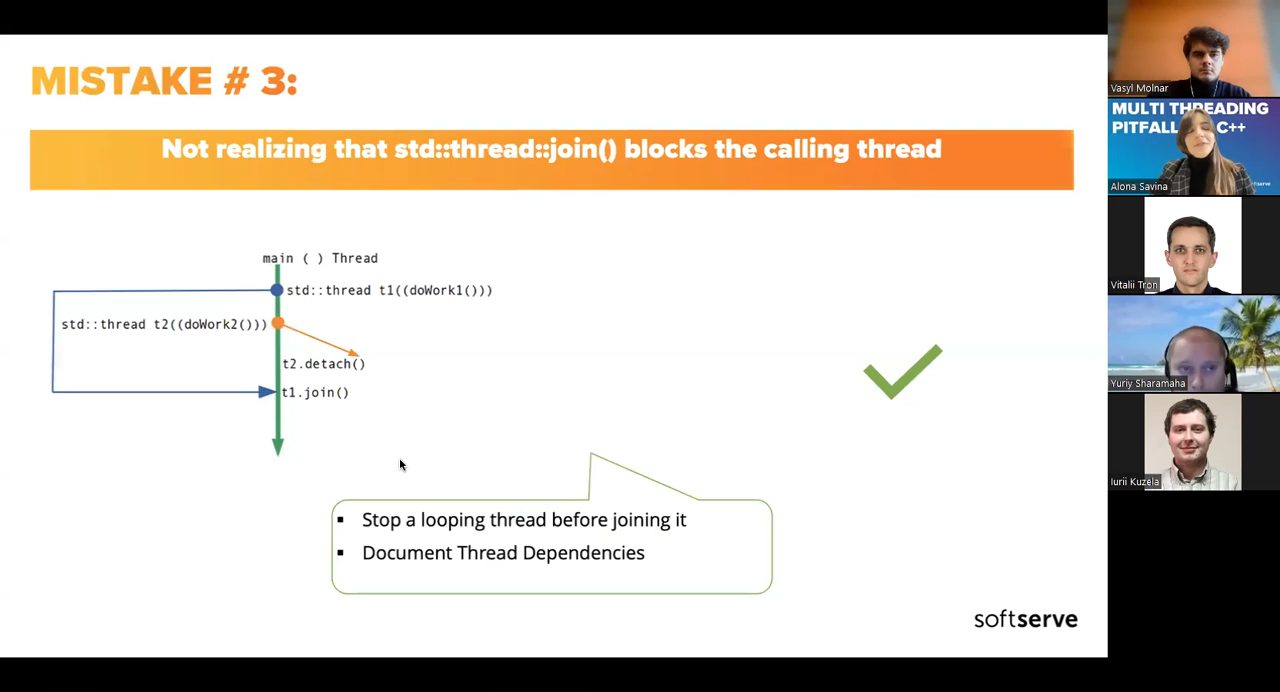 MISTAKE # 3:
Not realizing that std::thread::join() blocks the calling thread
main ( ) Thread
std::thread t1((doWork1()))
std::thread t2((doWork2()))
t2.detach()
t1.join()
▪ Stop a looping thread before joining it
▪ Document Thread Dependencies
softserve
Vasyl Molnar
MULTI THREADING
PITFALL C++
softserve
Alona Savina
Vitalii Tron
Yuriy Sharamaha
Iurii Kuzela